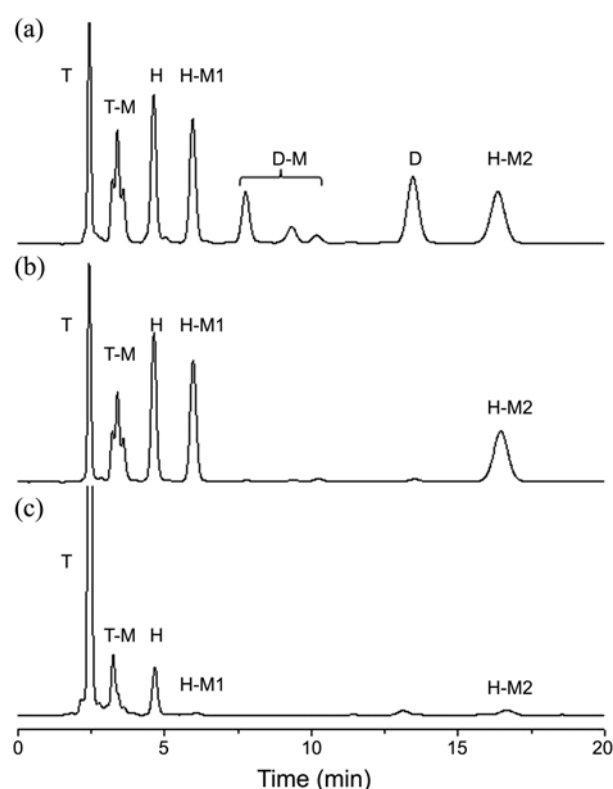 (a)
T
T-M
H
H-M1
D-M
D
H-M2
(b)
T
T-M
H
H-M1
H-M2
(c)
T
T-M
H
H-M1
H-M2
0 5 10 15 20
Time (min)